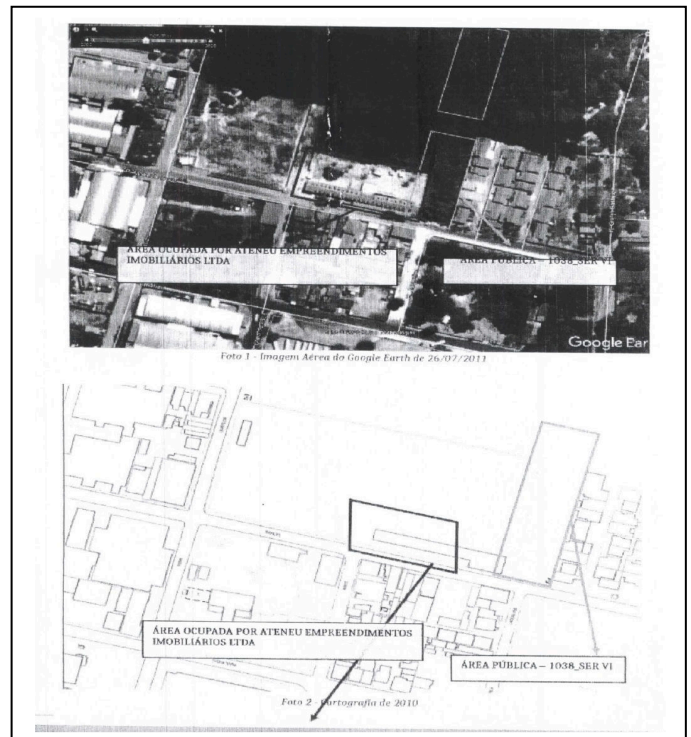 ÁREA OCUPADA POR ATENEU EMPREENDIMENTOS
IMOBILIÁRIOS LTDA
ÁREA PÚBLICA – 1038_SER VI
Google Ear
Foto 1 - Imagem Aérea do Google Earth de 26/07/2011
ÁREA OCUPADA POR ATENEU EMPREENDIMENTOS
IMOBILIÁRIOS LTDA
ÁREA PÚBLICA – 1038_SER VI
Foto 2 - Cartografia de 2010